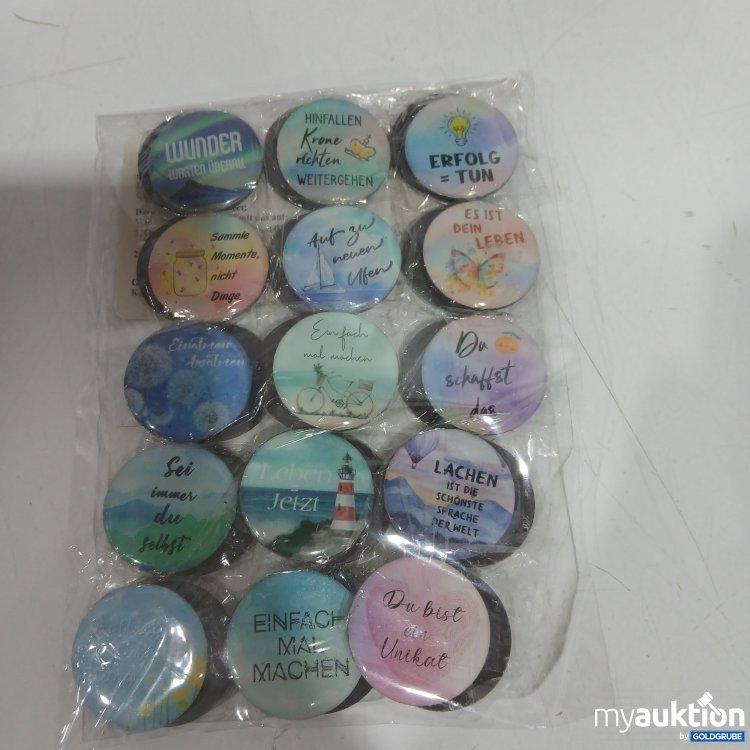 WUNDER
WARTEN ÜBERALL
HINFALLEN
Krone
richten
WEITERGEHEN
ERFOLG
= TUN
Sammle
Momente,
nicht
Dinge
Auf zu
neuen
Ufern
ES IST
DEIN
LEBEN
Einatmen
Ausatmen
Einfach
mal machen
Du
schaffst
das
Sei
immer
du
selbst
Leben
Jetzt
LACHEN
IST DIE
SCHÖNSTE
SPRACHE
DER WELT
EINFACH
MAL
MACHEN
Du bist
ein
Unikat
myauktion
by GOLDGRUBE